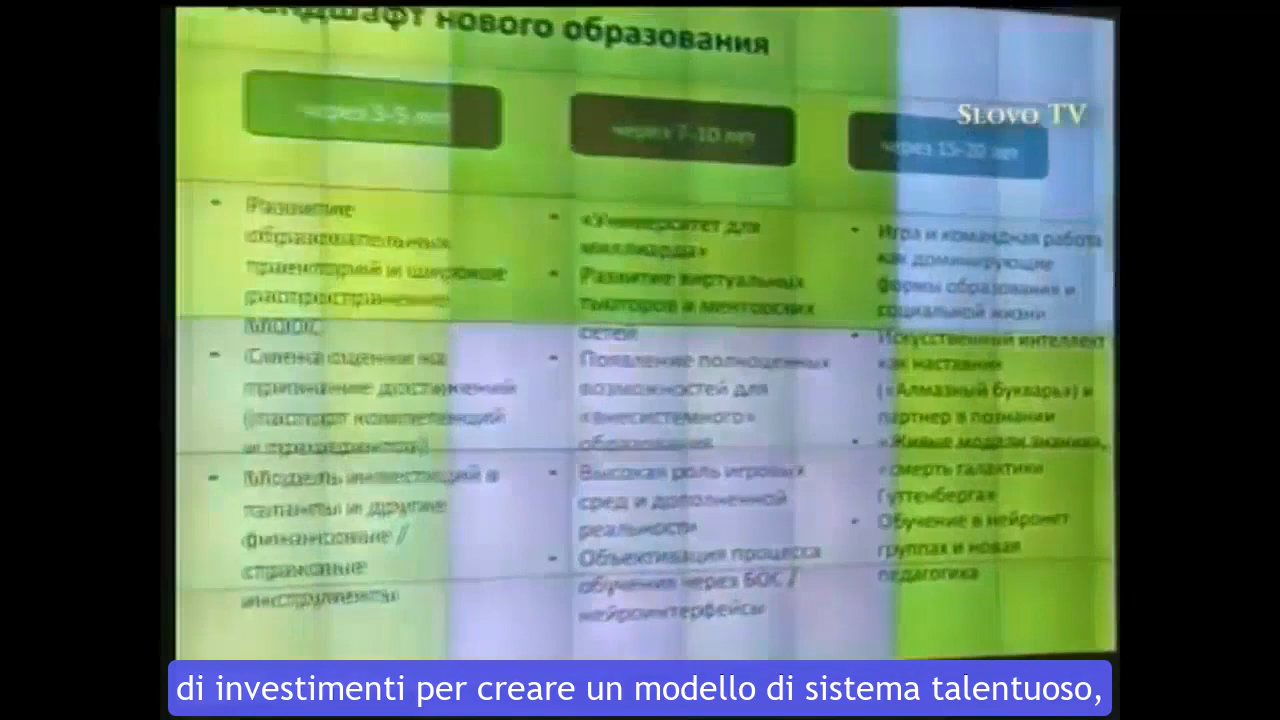 Ландшафт нового образования
через 3-5 лет
через 7-10 лет
через 15-20 лет
SLOVO TV
• Развитие
образовательных
траекторий и широкое
распространение
МООС
• Смена оценки на
признание достижений
(паспорт компетенций
• Модель инвестиций в
таланты и другие
финансовые /
страховые
инструменты
• «Университет для
миллиарда»
• Развитие виртуальных
тьюторов и менторских
сетей
• Появление полноценных
возможностей для
«внесистемного»
образования
• Высокая роль игровых
сред и дополненной
реальности
• Объективация процесса
обучения через БОС /
нейроинтерфейсы
• Игра и командная работа
как доминирующие
формы образования и
социальной жизни
• Искусственный интеллект
как наставник
(«Алмазный букварь») и
партнер в познании
• «Живые модели знания»,
«смерть галактики
Гуттенберга»
• Обучение в нейронет
группах и новая
педагогика
di investimenti per creare un modello di sistema talentuoso,